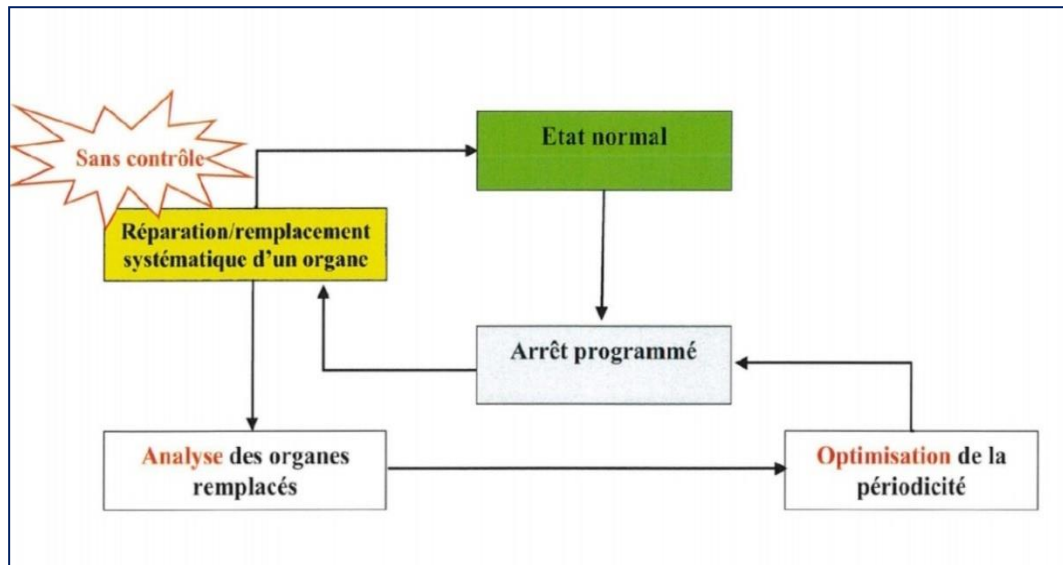 Sans contrôle
Etat normal
Réparation/remplacement
systématique d'un organe
Arrêt programmé
Analyse des organes
remplacés
Optimisation de la
périodicité